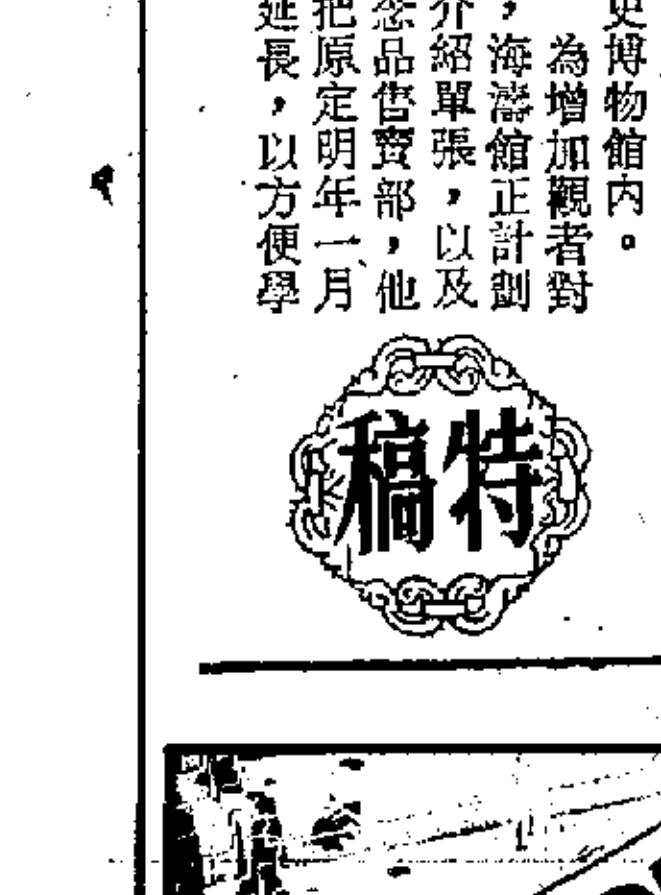 史博物館內。
為增加觀者對
，海濤館正計劃
介紹單張，以及
念品售賣部，他
把原定明年一月
延長，以方便學
特稿